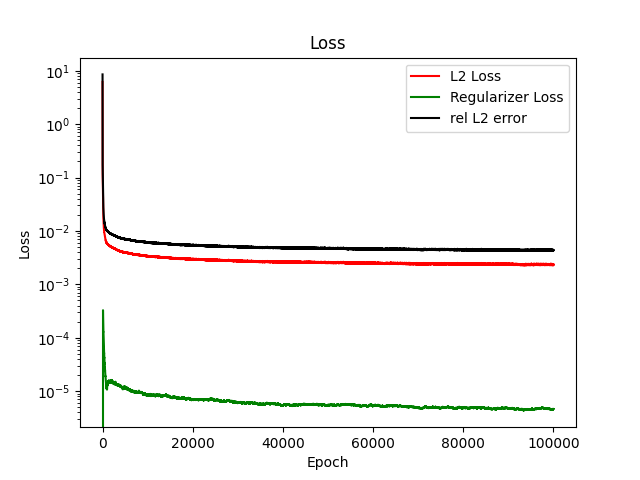 Loss
L2 Loss
Regularizer Loss
rel L2 error
10¹
10⁰
10⁻¹
10⁻²
10⁻³
10⁻⁴
10⁻⁵
Loss
0 20000 40000 60000 80000 100000
Epoch